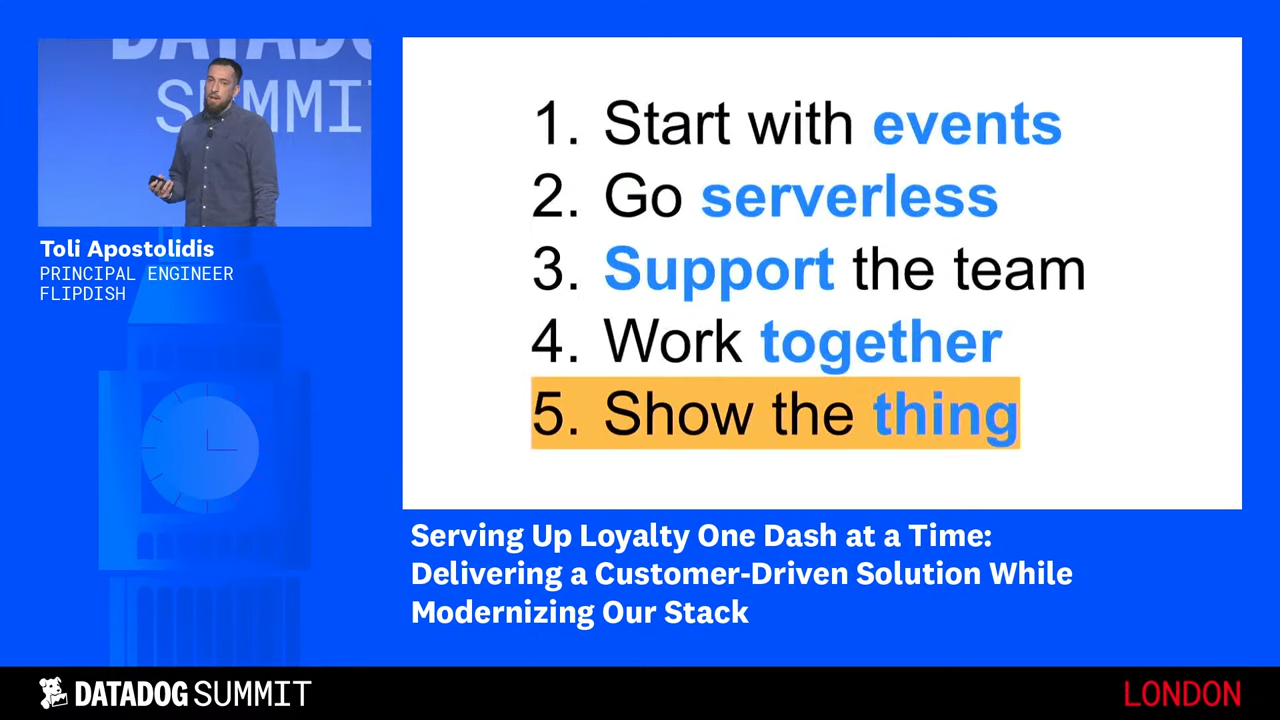 DATADOG
SUMMIT
Toli Apostolidis
PRINCIPAL ENGINEER
FLIPDISH
1. Start with events
2. Go serverless
3. Support the team
4. Work together
5. Show the thing
Serving Up Loyalty One Dash at a Time:
Delivering a Customer-Driven Solution While
Modernizing Our Stack
DATADOG SUMMIT
LONDON